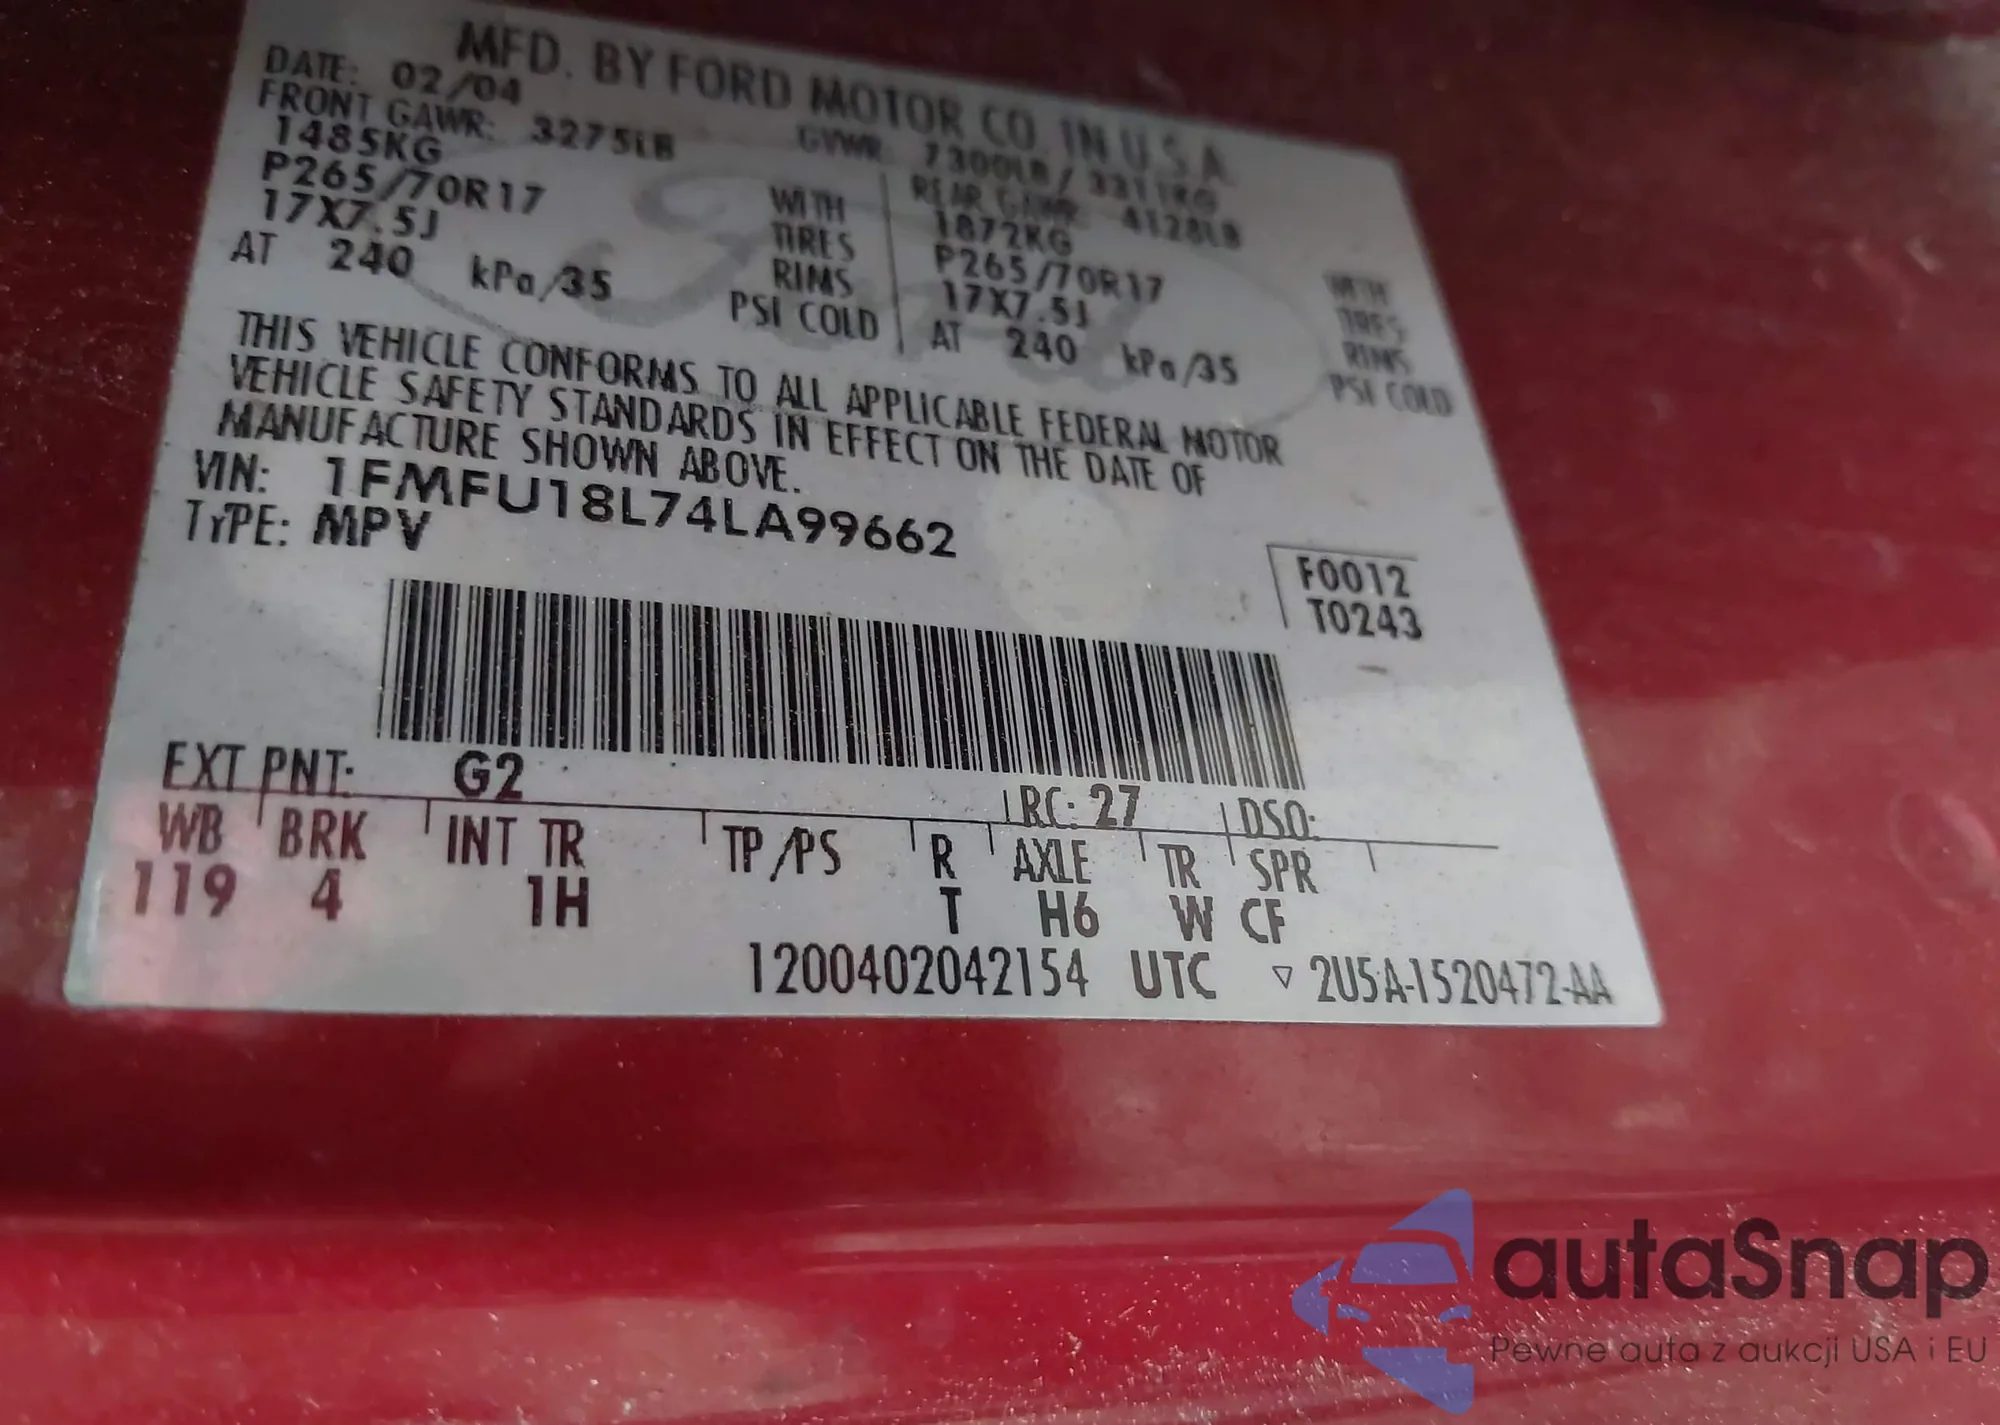 MFD. BY FORD MOTOR CO. IN U.S.A.
DATE: 02/04 GVWR: 7300LB / 3311KG
FRONT GAWR: 3275LB REAR GAWR: 4128LB
1485KG WITH 1872KG WITH
P265/70R17 TIRES P265/70R17 TIRES
17X7.5J RIMS 17X7.5J RIMS
AT 240 kPa/35 PSI COLD AT 240 kPa/35 PSI COLD
THIS VEHICLE CONFORMS TO ALL APPLICABLE FEDERAL MOTOR
VEHICLE SAFETY STANDARDS IN EFFECT ON THE DATE OF
MANUFACTURE SHOWN ABOVE.
VIN: 1FMFU18L74LA99662
TYPE: MPV
F0012
T0243
EXT PNT: G2 RC: 27 DSO:
WB BRK INT TR TP/PS R AXLE TR SPR
119 4 1H T H6 W CF
1200402042154 UTC ▽ 2U5A-1520472-AA
autaSnap
Pewne auta z aukcji USA i EU